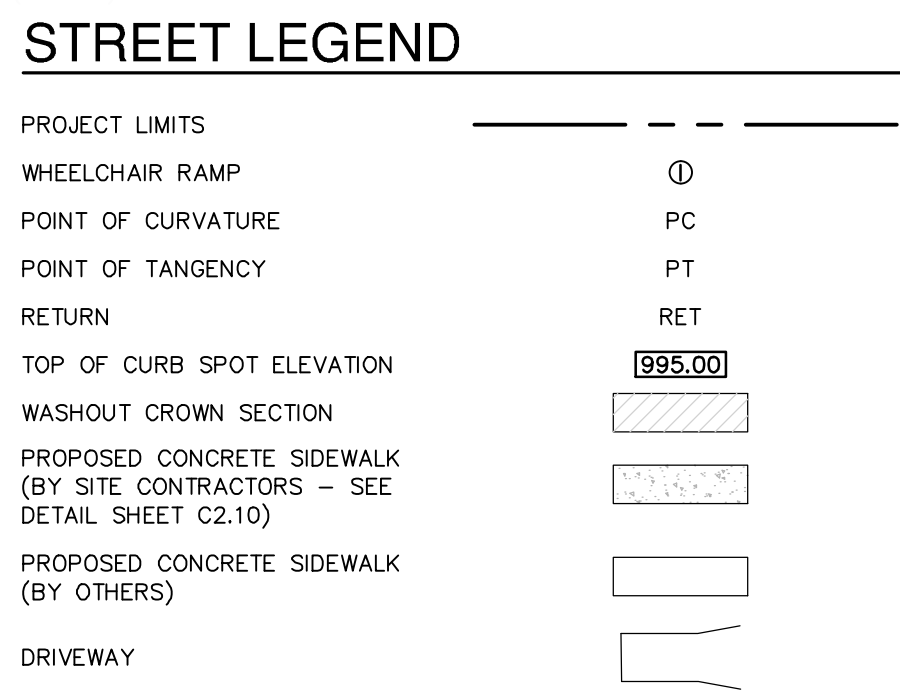 STREET LEGEND
PROJECT LIMITS
WHEELCHAIR RAMP
POINT OF CURVATURE PC
POINT OF TANGENCY PT
RETURN RET
TOP OF CURB SPOT ELEVATION 995.00
WASHOUT CROWN SECTION
PROPOSED CONCRETE SIDEWALK
(BY SITE CONTRACTORS – SEE
DETAIL SHEET C2.10)
PROPOSED CONCRETE SIDEWALK
(BY OTHERS)
DRIVEWAY